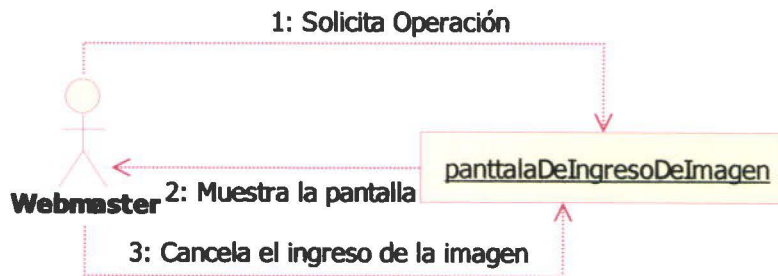 1: Solicita Operación
panttalaDeIngresoDeImagen
Webmaster
2: Muestra la pantalla
3: Cancela el ingreso de la imagen